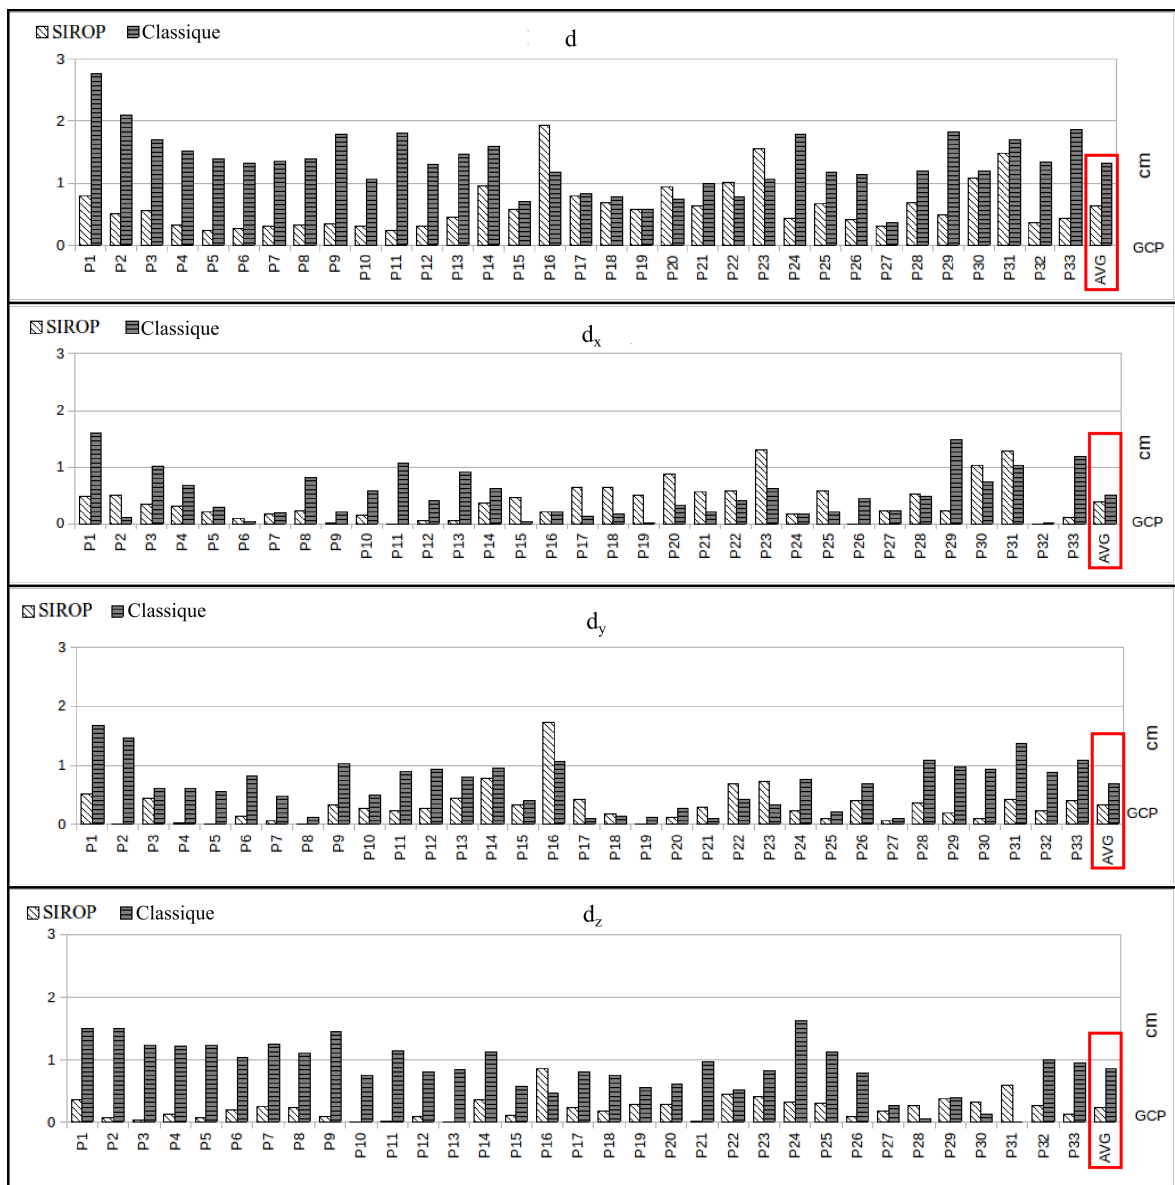 SIROP Classique
d
3
2
1
0
cm
GCP
P1 P2 P3 P4 P5 P6 P7 P8 P9 P10 P11 P12 P13 P14 P15 P16 P17 P18 P19 P20 P21 P22 P23 P24 P25 P26 P27 P28 P29 P30 P31 P32 P33 AVG
SIROP Classique
dx
3
2
1
0
cm
GCP
P1 P2 P3 P4 P5 P6 P7 P8 P9 P10 P11 P12 P13 P14 P15 P16 P17 P18 P19 P20 P21 P22 P23 P24 P25 P26 P27 P28 P29 P30 P31 P32 P33 AVG
SIROP Classique
dy
3
2
1
0
cm
GCP
P1 P2 P3 P4 P5 P6 P7 P8 P9 P10 P11 P12 P13 P14 P15 P16 P17 P18 P19 P20 P21 P22 P23 P24 P25 P26 P27 P28 P29 P30 P31 P32 P33 AVG
SIROP Classique
dz
3
2
1
0
cm
GCP
P1 P2 P3 P4 P5 P6 P7 P8 P9 P10 P11 P12 P13 P14 P15 P16 P17 P18 P19 P20 P21 P22 P23 P24 P25 P26 P27 P28 P29 P30 P31 P32 P33 AVG